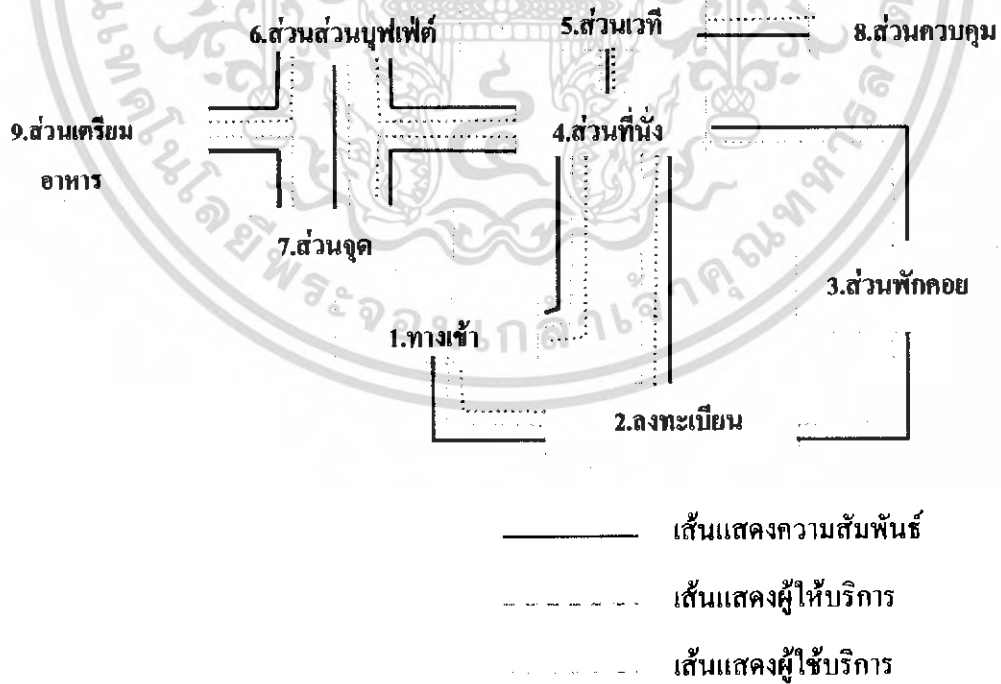 6.ส่วนส่วนบุฟเฟ่ต์
5.ส่วนเวที
8.ส่วนควบคุม
9.ส่วนเตรียม
อาหาร
4.ส่วนที่นั่ง
7.ส่วนจุด
3.ส่วนพักคอย
1.ทางเข้า
2.ลงทะเบียน
เส้นแสดงความสัมพันธ์
เส้นแสดงผู้ให้บริการ
เส้นแสดงผู้ใช้บริการ